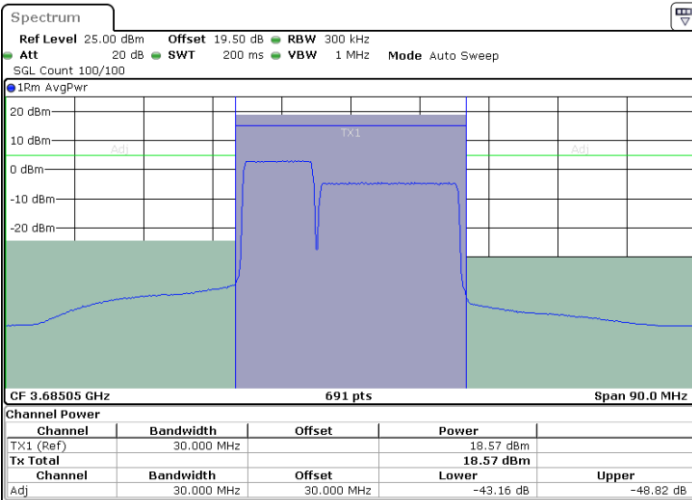 Spectrum
Ref Level 25.00 dBm Offset 19.50 dB RBW 300 kHz
Att 20 dB SWT 200 ms VBW 1 MHz Mode Auto Sweep
SGL Count 100/100
1Rm AvgPwr
20 dBm
TX1
10 dBm
Adj Adj
0 dBm
-10 dBm
-20 dBm
CF 3.68505 GHz 691 pts Span 90.0 MHz
Channel Power
Channel Bandwidth Offset Power
TX1 (Ref) 30.000 MHz 18.57 dBm
Tx Total 18.57 dBm
Channel Bandwidth Offset Lower Upper
Adj 30.000 MHz 30.000 MHz -43.16 dB -48.82 dB